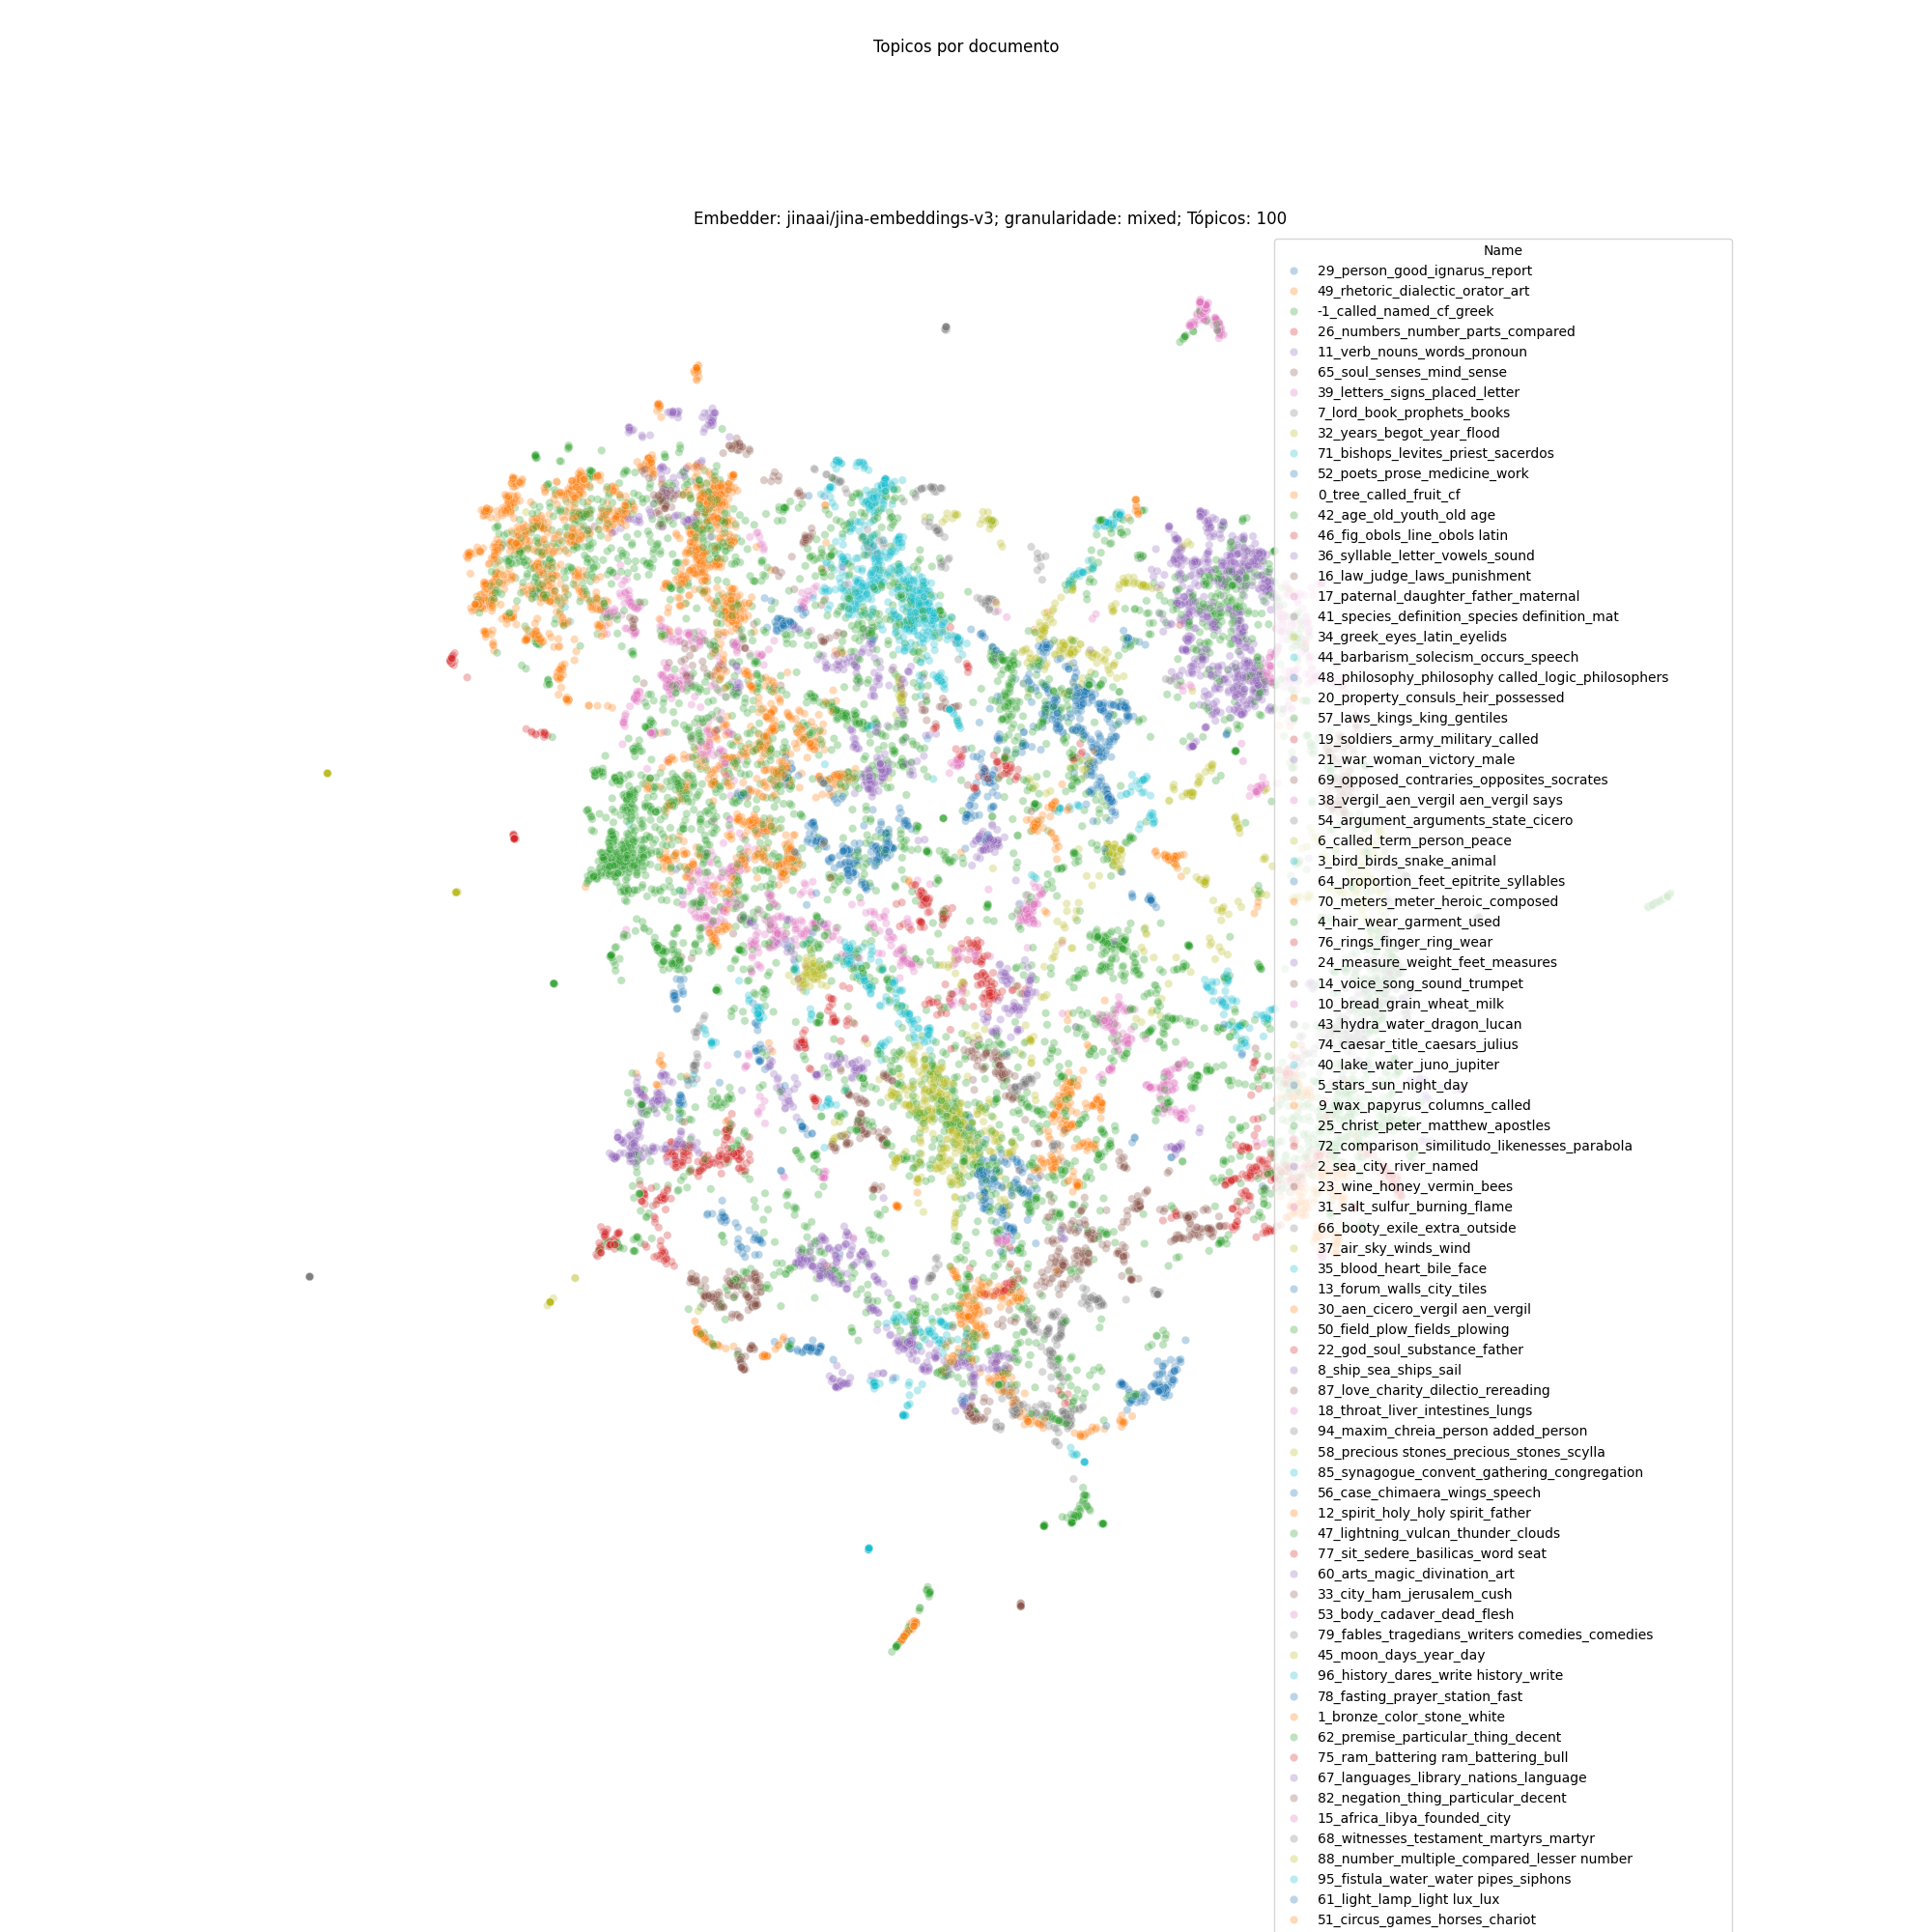 Topicos por documento
Embedder: jinaai/jina-embeddings-v3; granularidade: mixed; Tópicos: 100
Name
29_person_good_ignarus_report
49_rhetoric_dialectic_orator_art
-1_called_named_cf_greek
26_numbers_number_parts_compared
11_verb_nouns_words_pronoun
65_soul_senses_mind_sense
39_letters_signs_placed_letter
7_lord_book_prophets_books
32_years_begot_year_flood
71_bishops_levites_priest_sacerdos
52_poets_prose_medicine_work
0_tree_called_fruit_cf
42_age_old_youth_old age
46_fig_obols_line_obols latin
36_syllable_letter_vowels_sound
16_law_judge_laws_punishment
17_paternal_daughter_father_maternal
41_species_definition_species definition_mat
34_greek_eyes_latin_eyelids
44_barbarism_solecism_occurs_speech
48_philosophy_philosophy called_logic_philosophers
20_property_consuls_heir_possessed
57_laws_kings_king_gentiles
19_soldiers_army_military_called
21_war_woman_victory_male
69_opposed_contraries_opposites_socrates
38_vergil_aen_vergil aen_vergil says
54_argument_arguments_state_cicero
6_called_term_person_peace
3_bird_birds_snake_animal
64_proportion_feet_epitrite_syllables
70_meters_meter_heroic_composed
4_hair_wear_garment_used
76_rings_finger_ring_wear
24_measure_weight_feet_measures
14_voice_song_sound_trumpet
10_bread_grain_wheat_milk
43_hydra_water_dragon_lucan
74_caesar_title_caesars_julius
40_lake_water_juno_jupiter
5_stars_sun_night_day
9_wax_papyrus_columns_called
25_christ_peter_matthew_apostles
72_comparison_similitudo_likenesses_parabola
2_sea_city_river_named
23_wine_honey_vermin_bees
31_salt_sulfur_burning_flame
66_booty_exile_extra_outside
37_air_sky_winds_wind
35_blood_heart_bile_face
13_forum_walls_city_tiles
30_aen_cicero_vergil aen_vergil
50_field_plow_fields_plowing
22_god_soul_substance_father
8_ship_sea_ships_sail
87_love_charity_dilectio_rereading
18_throat_liver_intestines_lungs
94_maxim_chreia_person added_person
58_precious stones_precious_stones_scylla
85_synagogue_convent_gathering_congregation
56_case_chimaera_wings_speech
12_spirit_holy_holy spirit_father
47_lightning_vulcan_thunder_clouds
77_sit_sedere_basilicas_word seat
60_arts_magic_divination_art
33_city_ham_jerusalem_cush
53_body_cadaver_dead_flesh
79_fables_tragedians_writers comedies_comedies
45_moon_days_year_day
96_history_dares_write history_write
78_fasting_prayer_station_fast
1_bronze_color_stone_white
62_premise_particular_thing_decent
75_ram_battering ram_battering_bull
67_languages_library_nations_language
82_negation_thing_particular_decent
15_africa_libya_founded_city
68_witnesses_testament_martyrs_martyr
88_number_multiple_compared_lesser number
95_fistula_water_water pipes_siphons
61_light_lamp_light lux_lux
51_circus_games_horses_chariot